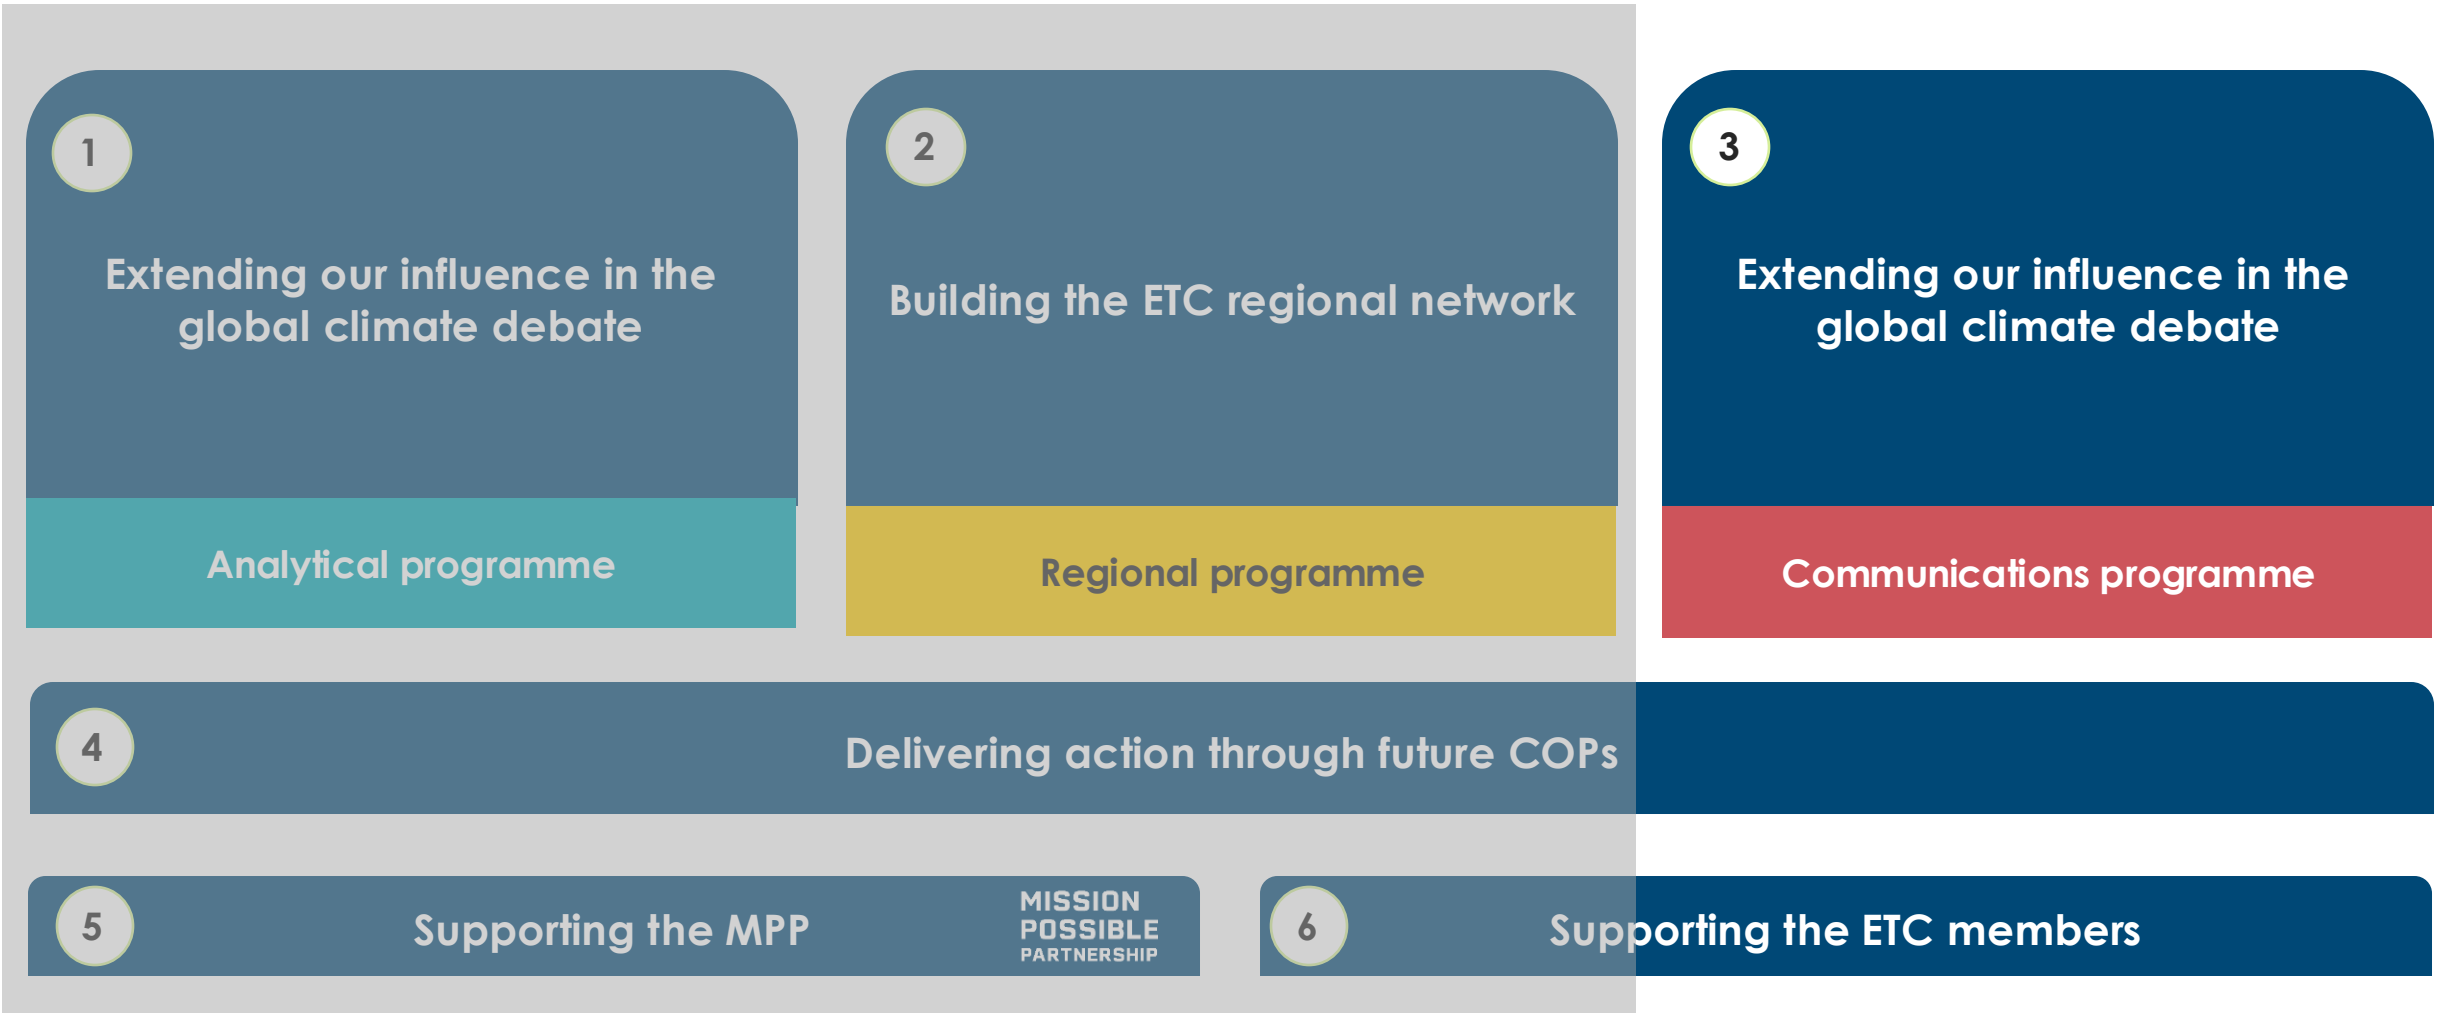 1
Extending our influence in the
global climate debate
Analytical programme
2
Building the ETC regional network
Regional programme
3
Extending our influence in the
global climate debate
Communications programme
4
Delivering action through future COPs
5
Supporting the MPP
MISSION
POSSIBLE
PARTNERSHIP
6
Supporting the ETC members